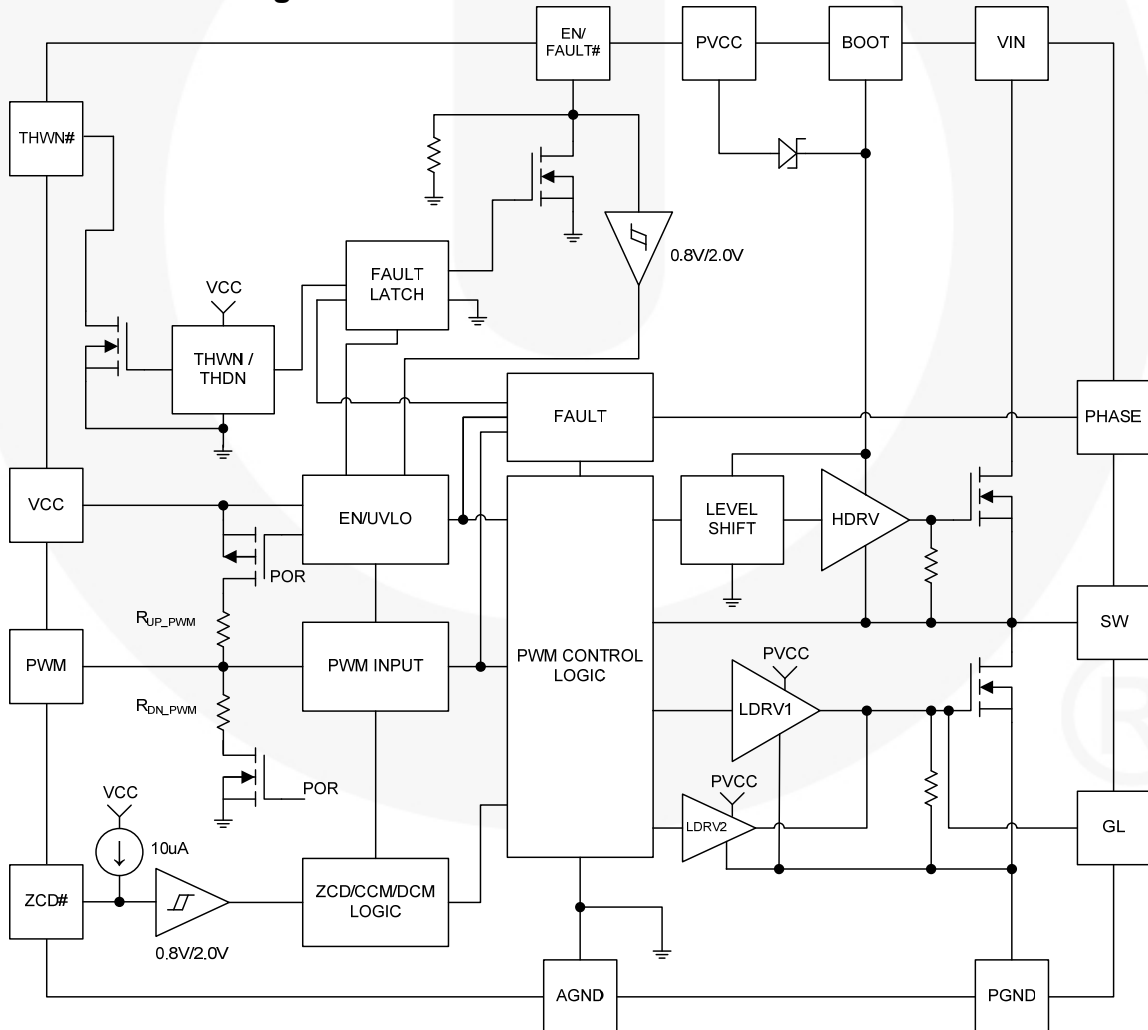 EN/
FAULT#
PVCC
BOOT
VIN
THWN#
0.8V/2.0V
FAULT
LATCH
VCC
THWN /
THDN
FAULT
PHASE
VCC
EN/UVLO
LEVEL
SHIFT
HDRV
POR
RUP_PWM
SW
PWM
PWM INPUT
PWM CONTROL
LOGIC
PVCC
RDN_PWM
LDRV1
PVCC
VCC
POR
LDRV2
GL
10uA
ZCD#
ZCD/CCM/DCM
LOGIC
0.8V/2.0V
AGND
PGND
®